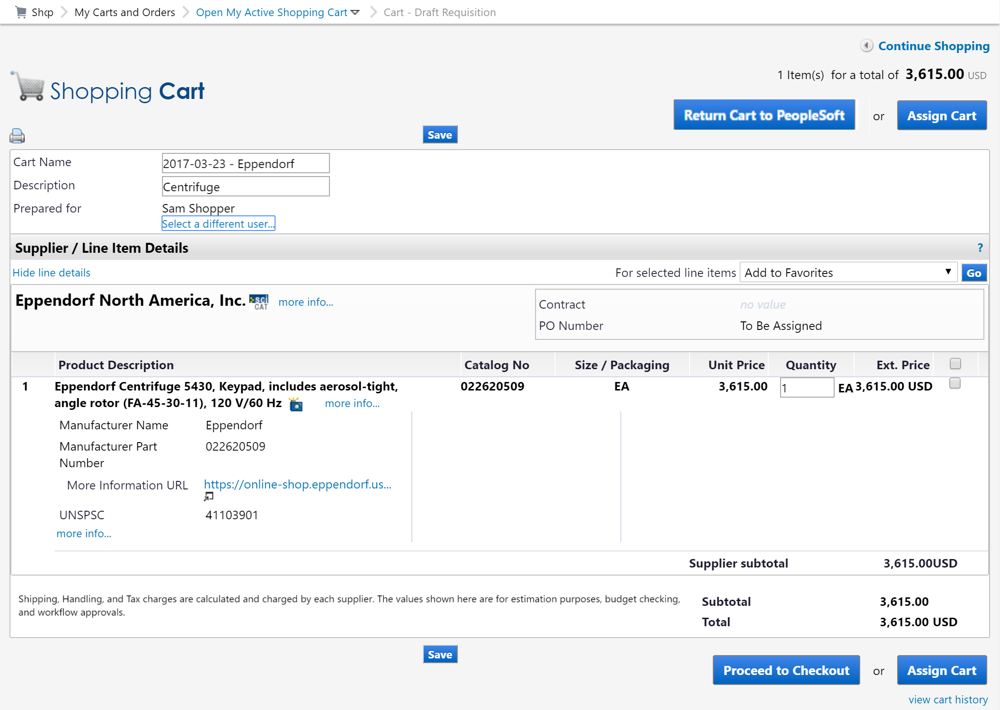 Shop My Carts and Orders Open My Active Shopping Cart Cart - Draft Requisition
Continue Shopping
1 Item(s) for a total of 3,615.00 USD
Shopping Cart
Return Cart to PeopleSoft or Assign Cart
Save
Cart Name 2017-03-23 - Eppendorf
Description Centrifuge
Prepared for Sam Shopper
Select a different user...
Supplier / Line Item Details ?
Hide line details For selected line items Add to Favorites Go
Eppendorf North America, Inc. sci CAT more info...
Contract no value
PO Number To Be Assigned
Product Description Catalog No Size / Packaging Unit Price Quantity Ext. Price
1 Eppendorf Centrifuge 5430, Keypad, includes aerosol-tight, 022620509 EA 3,615.00 1 EA 3,615.00 USD
angle rotor (FA-45-30-11), 120 V/60 Hz more info...
Manufacturer Name Eppendorf
Manufacturer Part 022620509
Number
More Information URL https://online-shop.eppendorf.us...
UNSPSC 41103901
more info...
Supplier subtotal 3,615.00USD
Shipping, Handling, and Tax charges are calculated and charged by each supplier. The values shown here are for estimation purposes, budget checking,
and workflow approvals.
Subtotal 3,615.00
Total 3,615.00 USD
Save
Proceed to Checkout or Assign Cart
view cart history